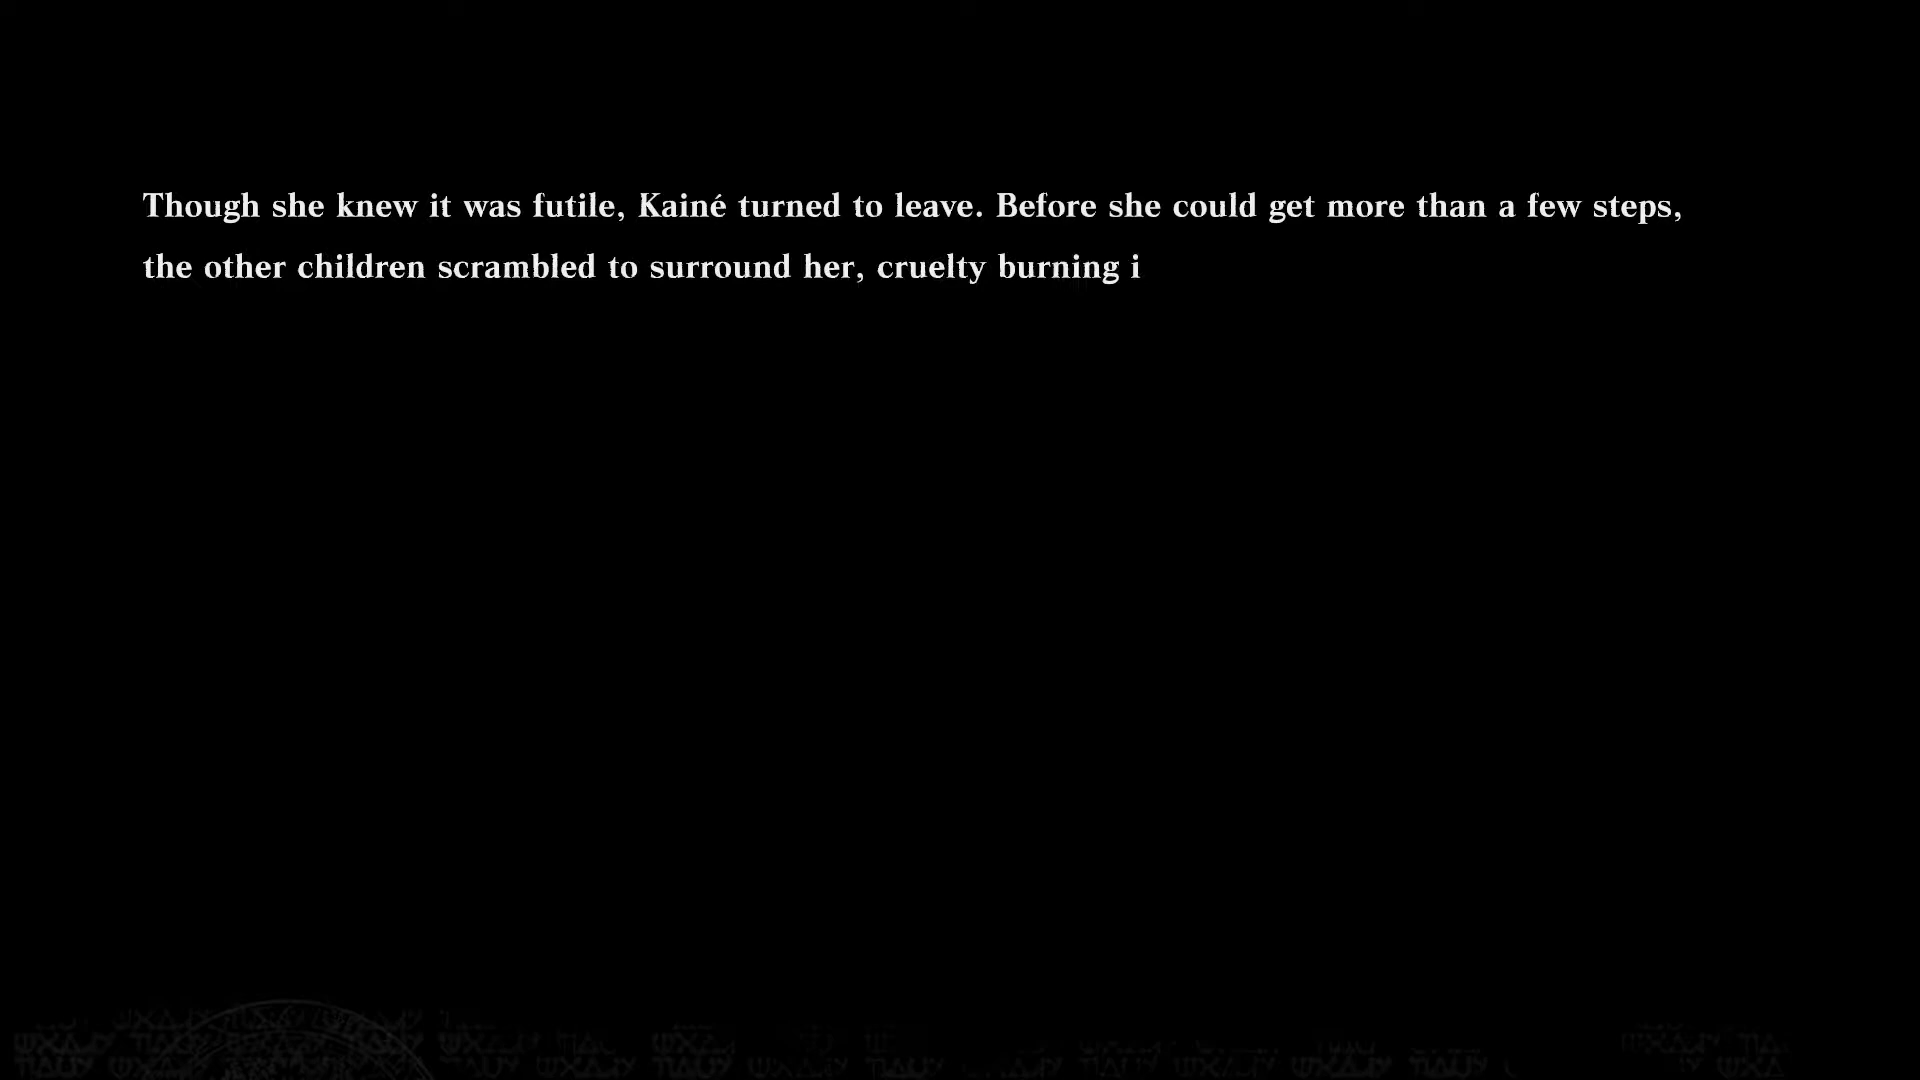 Though she knew it was futile, Kainé turned to leave. Before she could get more than a few steps,
the other children scrambled to surround her, cruelty burning i